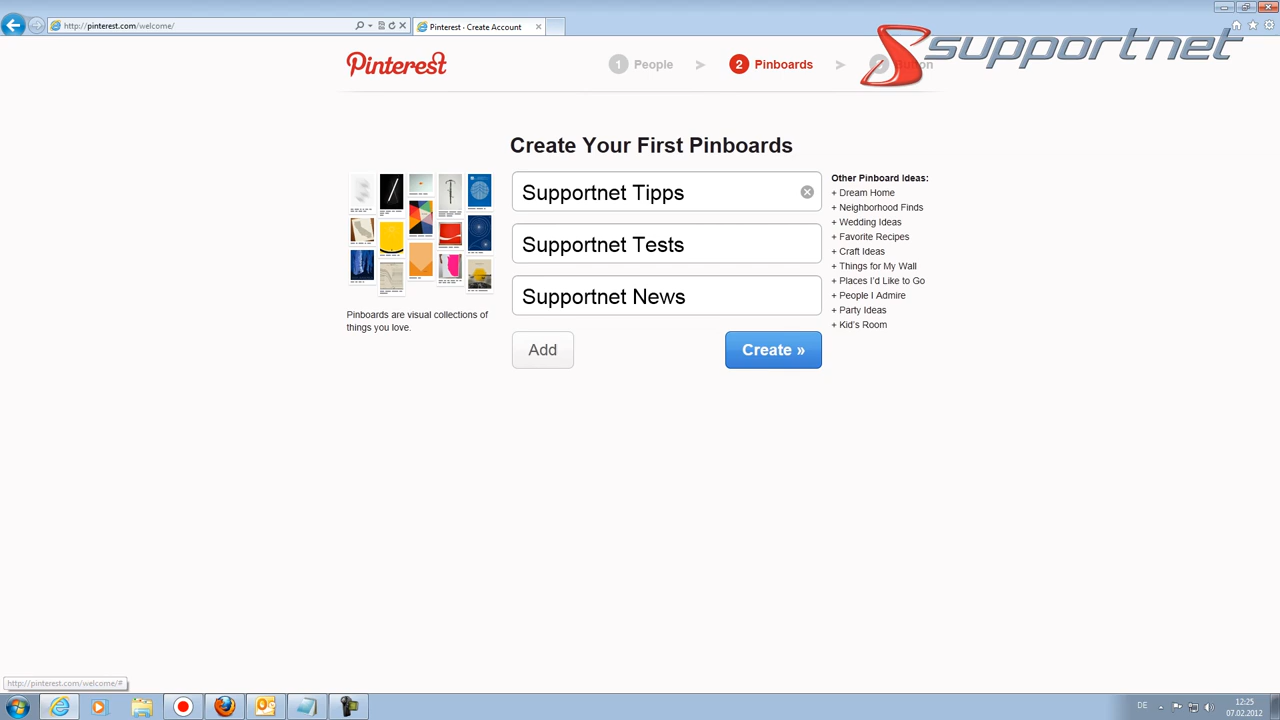 http://pinterest.com/welcome/
Pinterest - Create Account
supportnet
Pinterest
1 People
2 Pinboards
Create Your First Pinboards
Supportnet Tipps
Supportnet Tests
Supportnet News
Add
Create »
Pinboards are visual collections of
things you love.
Other Pinboard Ideas:
+ Dream Home
+ Neighborhood Finds
+ Wedding Ideas
+ Favorite Recipes
+ Craft Ideas
+ Things for My Wall
+ Places I'd Like to Go
+ People I Admire
+ Party Ideas
+ Kid's Room
http://pinterest.com/welcome/#
DE
12:25
07.02.2012